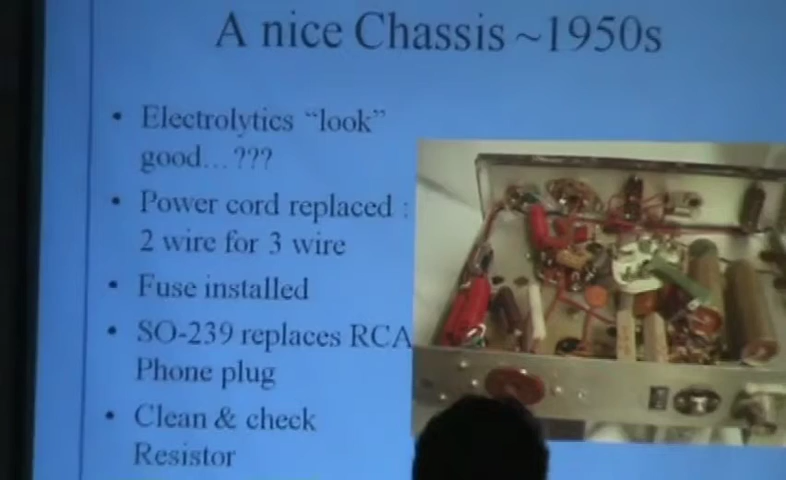 A nice Chassis ~1950s
• Electrolytics “look”
good…???
• Power cord replaced :
2 wire for 3 wire
• Fuse installed
• SO-239 replaces RCA
Phone plug
• Clean & check
Resistor